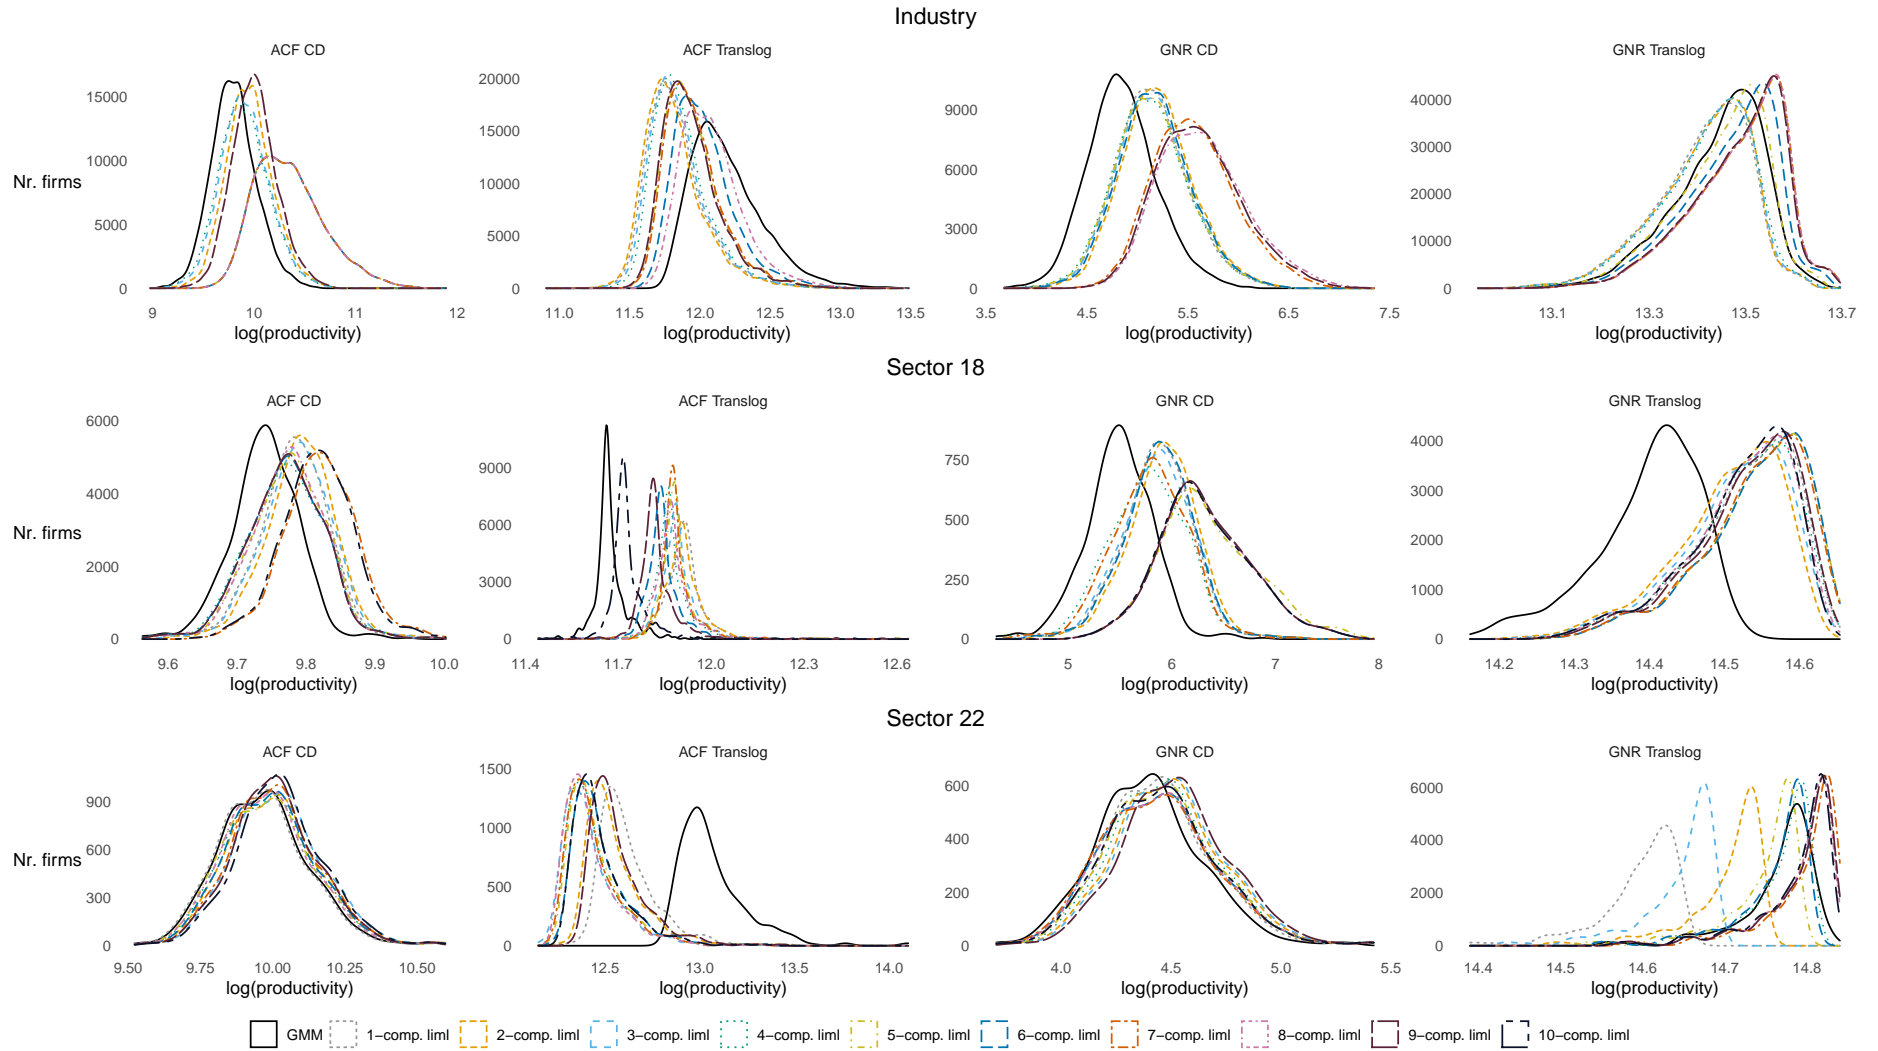 Industry
ACF CD
ACF Translog
GNR CD
GNR Translog
Nr. firms
15000
10000
5000
0
20000
15000
10000
5000
0
9000
6000
3000
0
40000
30000
20000
10000
0
9 10 11 12
11.0 11.5 12.0 12.5 13.0 13.5
3.5 4.5 5.5 6.5 7.5
13.1 13.3 13.5 13.7
log(productivity) log(productivity) log(productivity) log(productivity)
Sector 18
ACF CD
ACF Translog
GNR CD
GNR Translog
Nr. firms
6000
4000
2000
0
9000
6000
3000
0
750
500
250
0
4000
3000
2000
1000
0
9.6 9.7 9.8 9.9 10.0
11.4 11.7 12.0 12.3 12.6
5 6 7 8
14.2 14.3 14.4 14.5 14.6
log(productivity) log(productivity) log(productivity) log(productivity)
Sector 22
ACF CD
ACF Translog
GNR CD
GNR Translog
Nr. firms
900
600
300
0
1500
1000
500
0
600
400
200
0
6000
4000
2000
0
9.50 9.75 10.00 10.25 10.50
12.5 13.0 13.5 14.0
4.0 4.5 5.0 5.5
14.4 14.5 14.6 14.7 14.8
log(productivity) log(productivity) log(productivity) log(productivity)
GMM 1−comp. liml 2−comp. liml 3−comp. liml 4−comp. liml 5−comp. liml 6−comp. liml 7−comp. liml 8−comp. liml 9−comp. liml 10−comp. liml